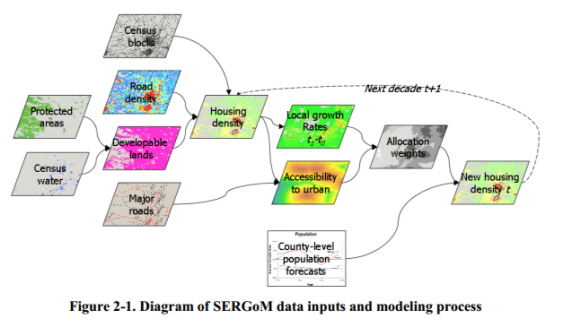 Census
blocks
Road
density
Protected
areas
Housing
density
Next decade t+1
Local growth
Rates
t₁-t₀
Developable
lands
Allocation
weights
Census
water
Accessibility
to urban
New housing
density t
Major
roads
Population
County-level
population
forecasts
Figure 2-1. Diagram of SERGoM data inputs and modeling process